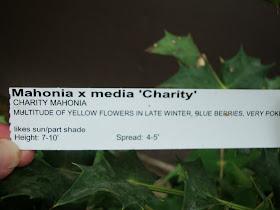 Mahonia x media 'Charity'
CHARITY MAHONIA
MULTITUDE OF YELLOW FLOWERS IN LATE WINTER, BLUE BERRIES, VERY POKE
likes sun/part shade
Height: 7-10' Spread: 4-5'